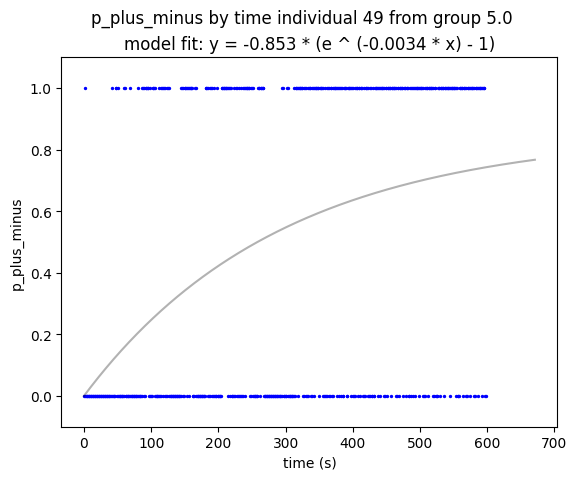 p_plus_minus by time individual 49 from group 5.0
model fit: y = -0.853 * (e ^ (-0.0034 * x) - 1)
1.0
0.8
0.6
0.4
0.2
0.0
p_plus_minus
0 100 200 300 400 500 600 700
time (s)